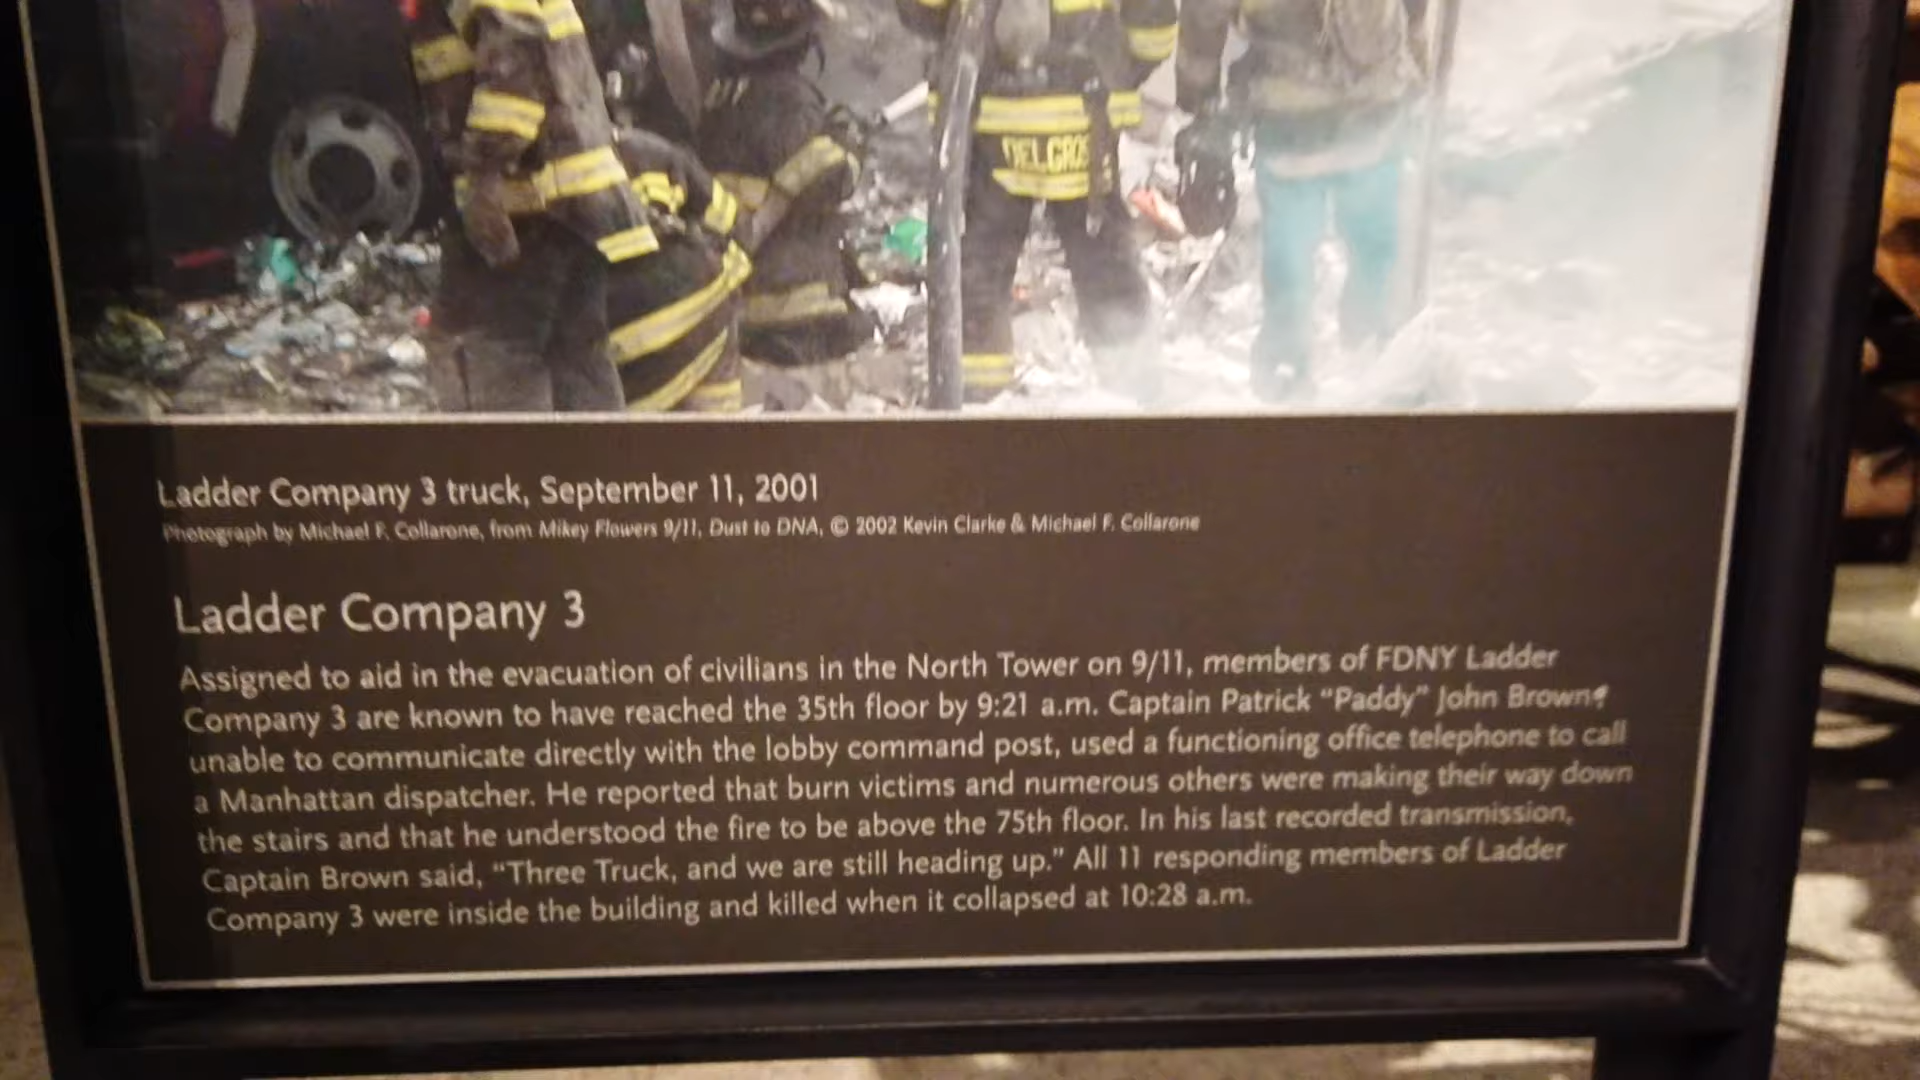 DELGROS
Ladder Company 3 truck, September 11, 2001
Photograph by Michael F. Collarone, from Mikey Flowers 9/11, Dust to DNA, © 2002 Kevin Clarke & Michael F. Collarone
Ladder Company 3
Assigned to aid in the evacuation of civilians in the North Tower on 9/11, members of FDNY Ladder
Company 3 are known to have reached the 35th floor by 9:21 a.m. Captain Patrick “Paddy” John Brown,
unable to communicate directly with the lobby command post, used a functioning office telephone to call
a Manhattan dispatcher. He reported that burn victims and numerous others were making their way down
the stairs and that he understood the fire to be above the 75th floor. In his last recorded transmission,
Captain Brown said, “Three Truck, and we are still heading up.” All 11 responding members of Ladder
Company 3 were inside the building and killed when it collapsed at 10:28 a.m.